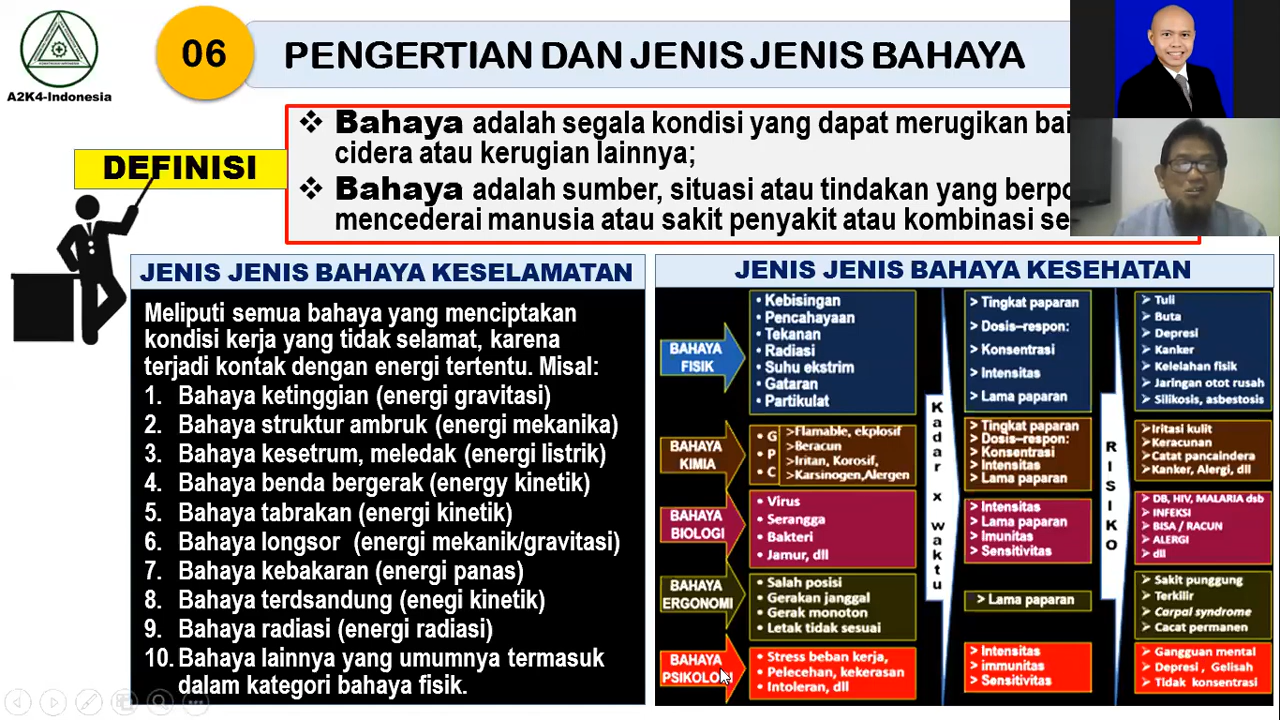 A2K4-Indonesia
06
PENGERTIAN DAN JENIS JENIS BAHAYA
DEFINISI
❖ Bahaya adalah segala kondisi yang dapat merugikan
cidera atau kerugian lainnya;
❖ Bahaya adalah sumber, situasi atau tindakan yang
mencederai manusia atau sakit penyakit atau kombinasi
JENIS JENIS BAHAYA KESELAMATAN
Meliputi semua bahaya yang menciptakan
kondisi kerja yang tidak selamat, karena
terjadi kontak dengan energi tertentu. Misal:
1. Bahaya ketinggian (energi gravitasi)
2. Bahaya struktur ambruk (energi mekanika)
3. Bahaya kesetrum, meledak (energi listrik)
4. Bahaya benda bergerak (energy kinetik)
5. Bahaya tabrakan (energi kinetik)
6. Bahaya longsor (energi mekanik/gravitasi)
7. Bahaya kebakaran (energi panas)
8. Bahaya terdsandung (enegi kinetik)
9. Bahaya radiasi (energi radiasi)
10. Bahaya lainnya yang umumnya termasuk
dalam kategori bahaya fisik.
JENIS JENIS BAHAYA KESEHATAN
BAHAYA
FISIK
• Kebisingan
• Pencahayaan
• Tekanan
• Radiasi
• Suhu ekstrim
• Gataran
• Partikulat
> Tingkat paparan
> Dosis–respon:
> Konsentrasi
> Intensitas
> Lama paparan
➢ Tuli
➢ Buta
➢ Depresi
➢ Kanker
➢ Kelelahan fisik
➢ Jaringan otot rusah
➢ Silikosis, asbestosis
BAHAYA
KIMIA
• G
• P
• C
>Flamable, ekplosif
>Beracun
>Iritan, Korosif,
>Karsinogen,Alergen
> Tingkat paparan
> Dosis–respon:
> Konsentrasi
> Intensitas
> Lama paparan
➢ Iritasi kulit
➢ Keracunan
➢ Catat pancaindera
➢ Kanker, Alergi, dll
BAHAYA
BIOLOGI
• Virus
• Serangga
• Bakteri
• Jamur, dll
> Intensitas
> Lama paparan
> Imunitas
> Sensitivitas
➢ DB, HIV, MALARIA dsb
➢ INFEKSI
➢ BISA / RACUN
➢ ALERGI
➢ dll
BAHAYA
ERGONOMI
• Salah posisi
• Gerakan janggal
• Gerak monoton
• Letak tidak sesuai
> Lama paparan
➢ Sakit punggung
➢ Terkilir
➢ Carpal syndrome
➢ Cacat permanen
BAHAYA
• Stress beban kerja,
• Pelecehan, kekerasan
• Intoleran, dll
> Intensitas
> immunitas
> Sensitivitas
➢ Gangguan mental
➢ Depresi , Gelisah
➢ Tidak konsentrasi
Kadar x waktu
RISIKO